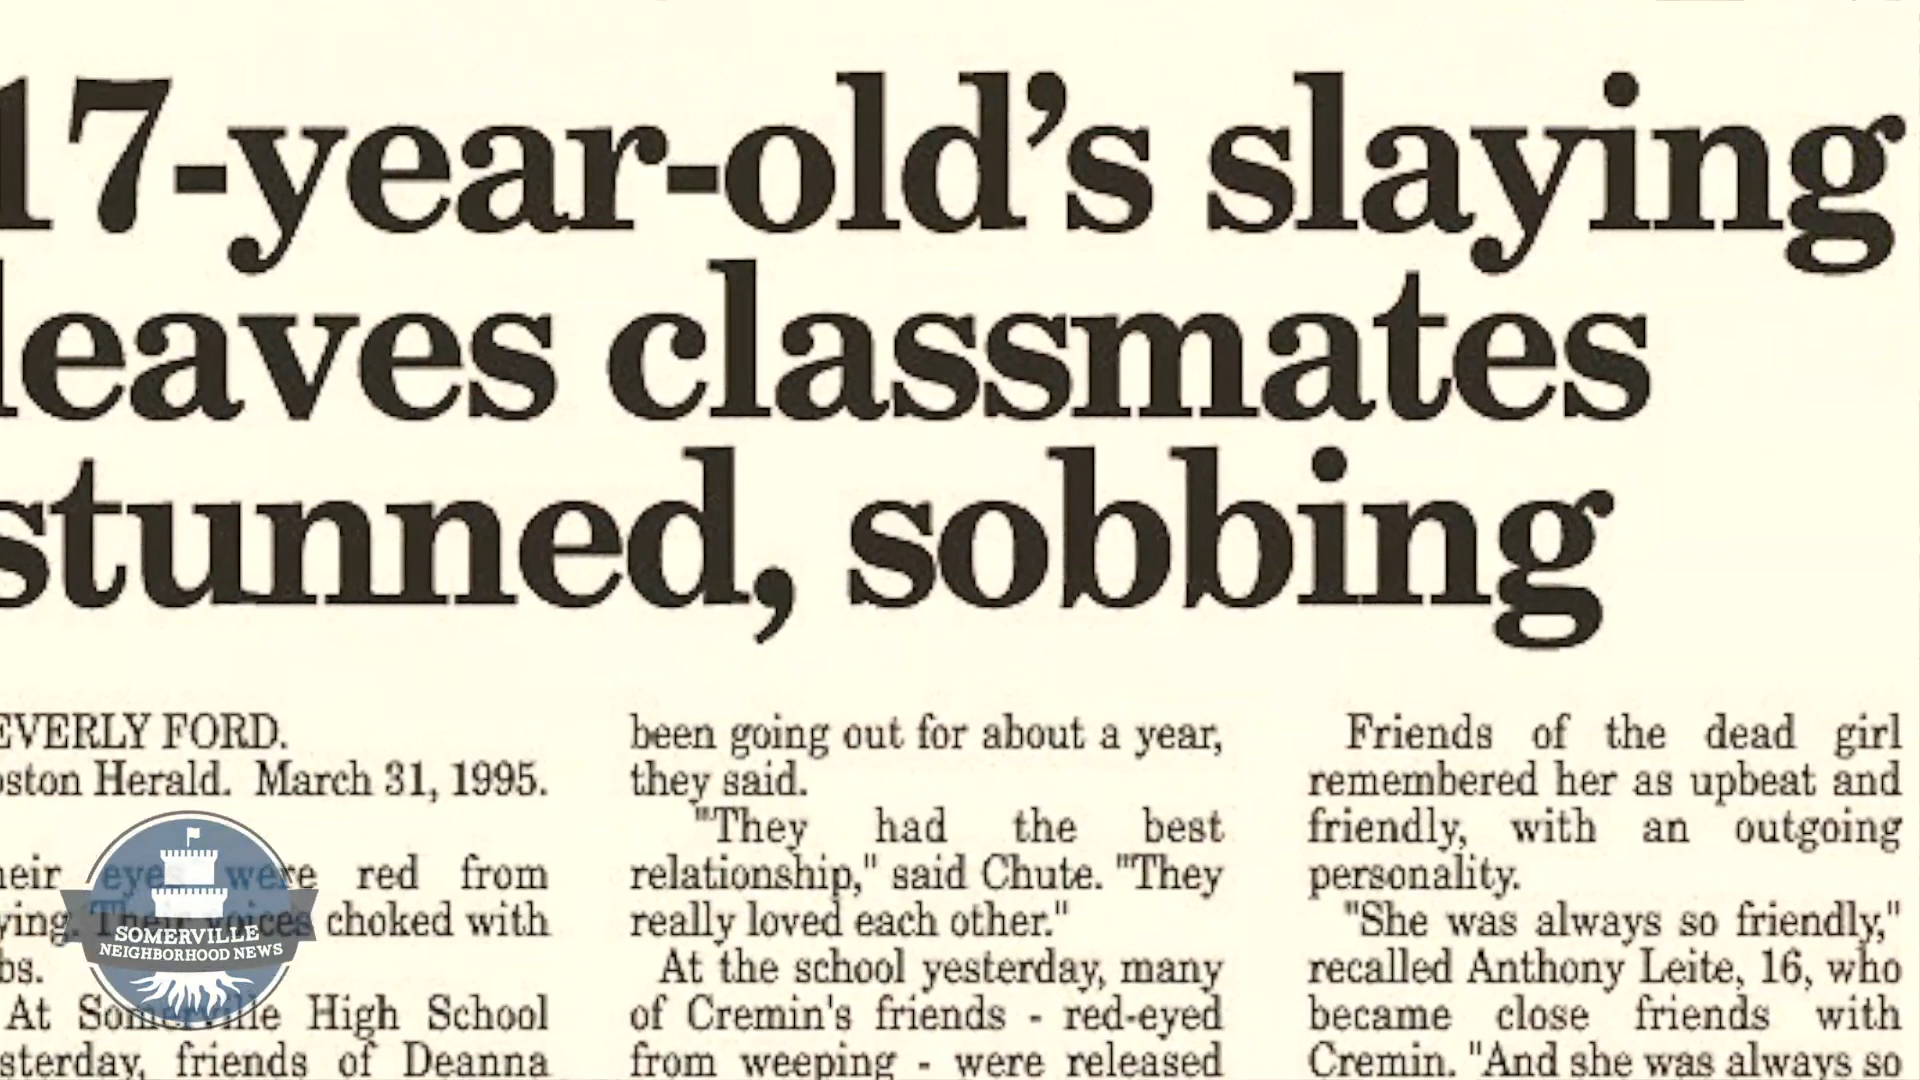 17-year-old's slaying
leaves classmates
stunned, sobbing
EVERLY FORD.
oston Herald. March 31, 1995.
heir eyes were red from
ying. Their voices choked with
bs.
At Somerville High School
sterday, friends of Deanna
been going out for about a year,
they said.
"They had the best
relationship," said Chute. "They
really loved each other."
At the school yesterday, many
of Cremin's friends - red-eyed
from weeping - were released
Friends of the dead girl
remembered her as upbeat and
friendly, with an outgoing
personality.
"She was always so friendly,"
recalled Anthony Leite, 16, who
became close friends with
Cremin. "And she was always so
SOMERVILLE
NEIGHBORHOOD NEWS